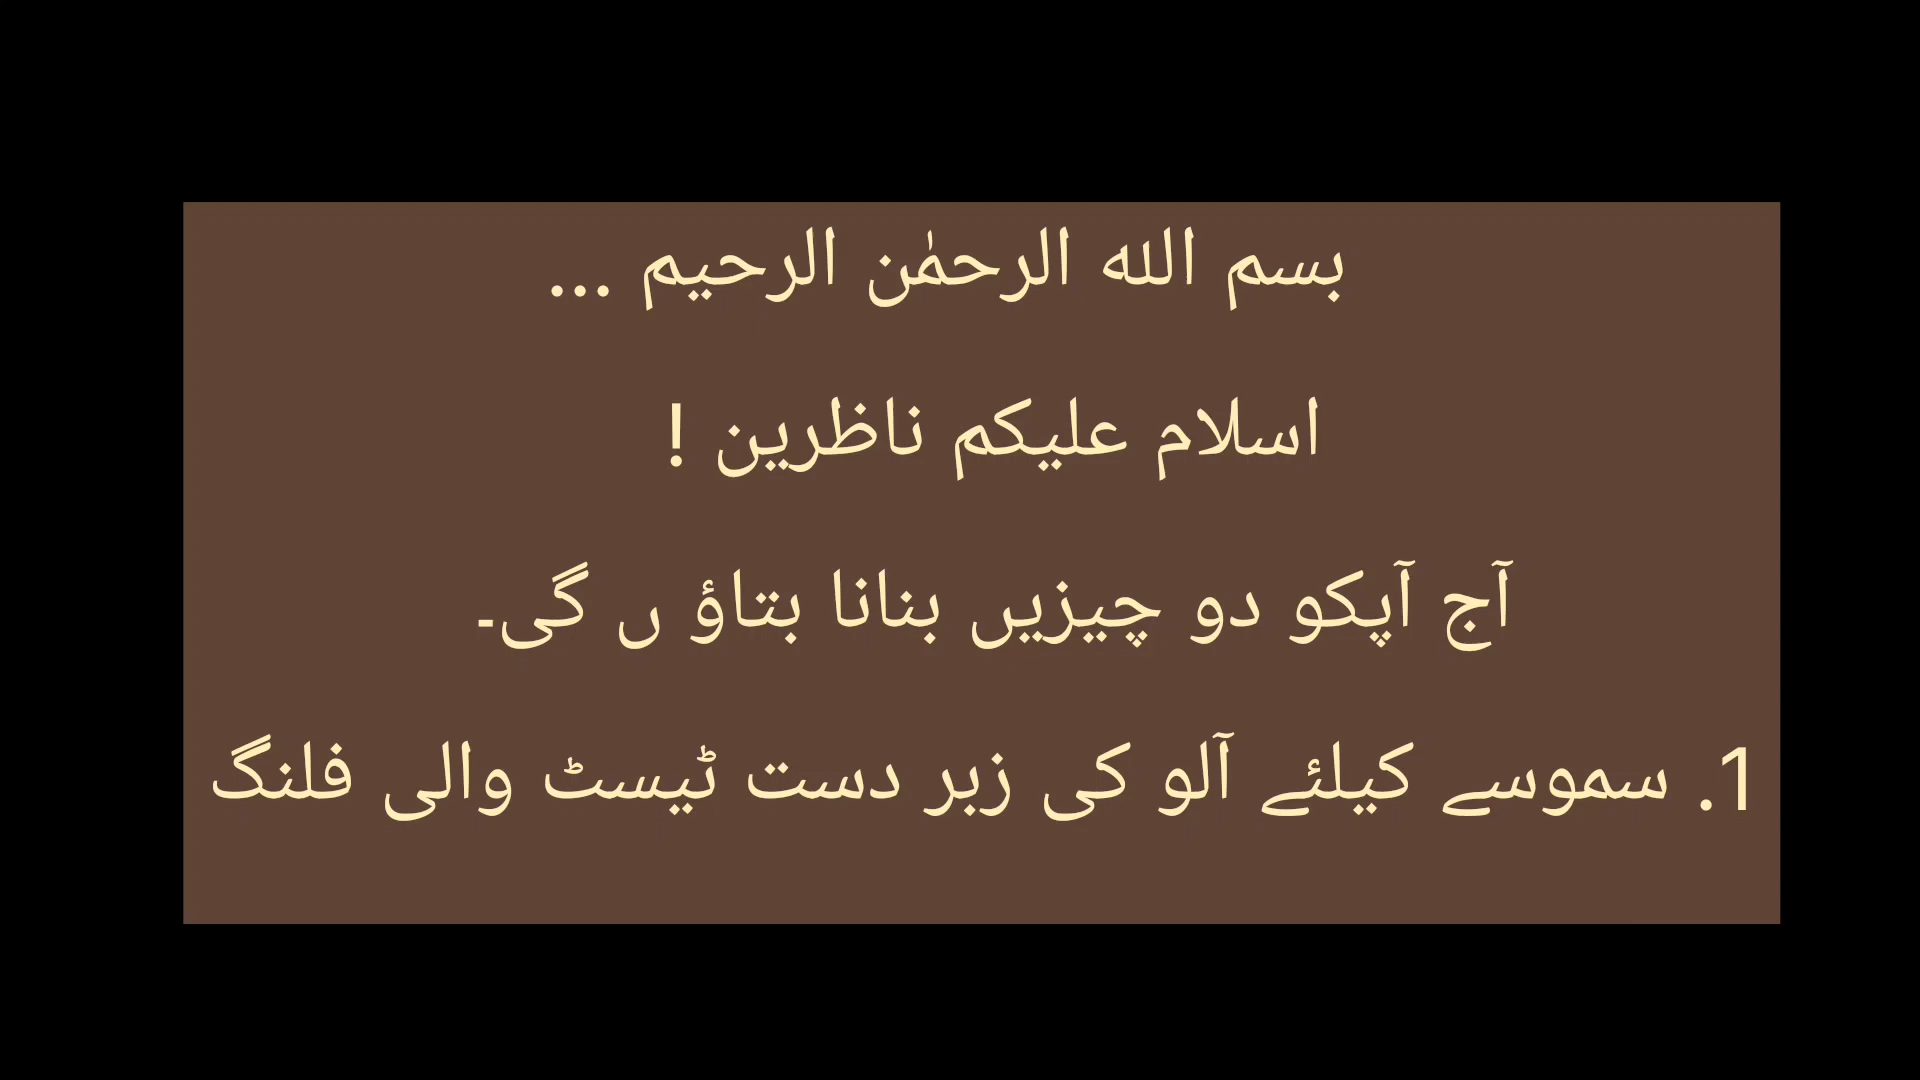 بسم الله الرحمٰن الرحیم ...
اسلام علیکم ناظرین !
آج آپکو دو چیزیں بنانا بتاؤ ں گی۔
1. سموسے کیلئے آلو کی زبر دست ٹیسٹ والی فلنگ